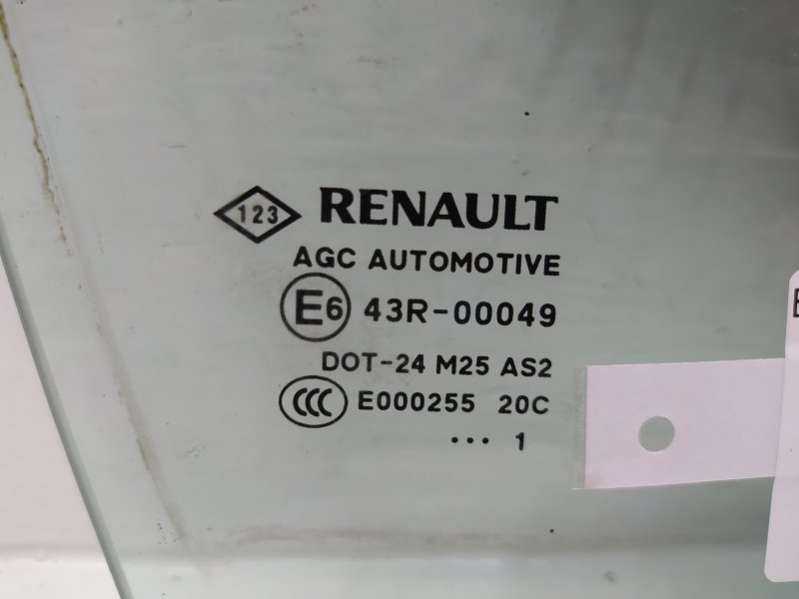 123 RENAULT
AGC AUTOMOTIVE
E6 43R-00049
DOT-24 M25 AS2
CCC E000255 20C
••• 1
E